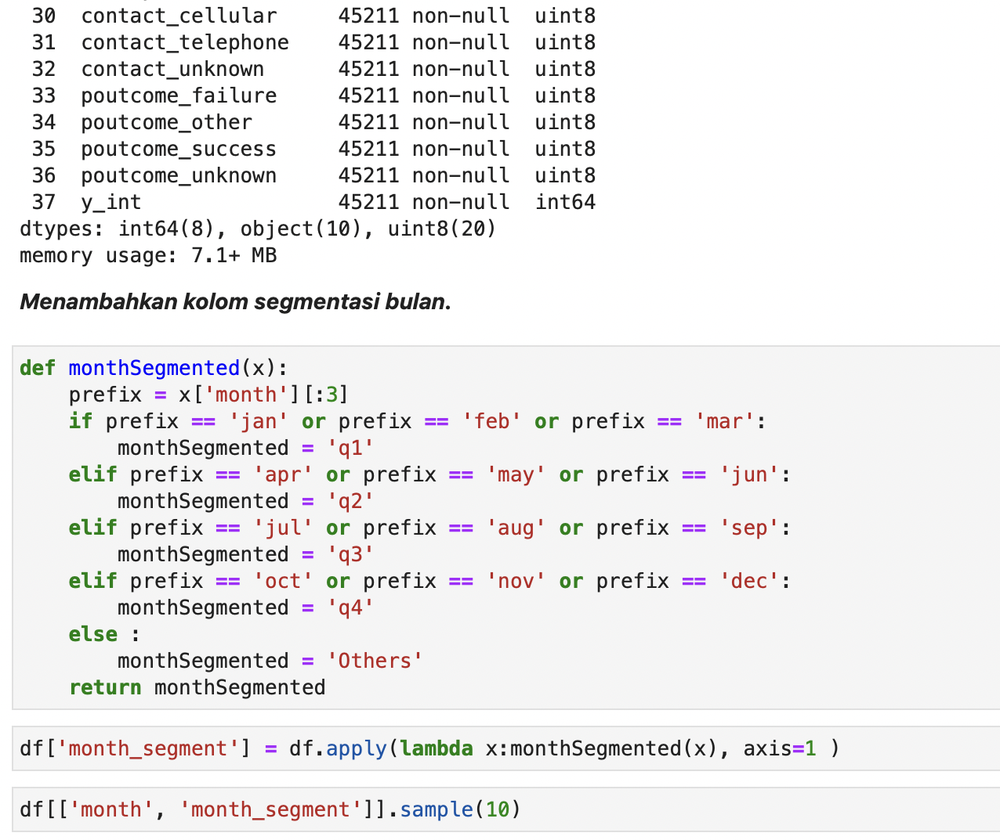 30  contact_cellular     45211 non-null  uint8
31  contact_telephone    45211 non-null  uint8
32  contact_unknown      45211 non-null  uint8
33  poutcome_failure     45211 non-null  uint8
34  poutcome_other       45211 non-null  uint8
35  poutcome_success     45211 non-null  uint8
36  poutcome_unknown     45211 non-null  uint8
37  y_int                45211 non-null  int64
dtypes: int64(8), object(10), uint8(20)
memory usage: 7.1+ MB
Menambahkan kolom segmentasi bulan.
def monthSegmented(x):
    prefix = x['month'][:3]
    if prefix == 'jan' or prefix == 'feb' or prefix == 'mar':
        monthSegmented = 'q1'
    elif prefix == 'apr' or prefix == 'may' or prefix == 'jun':
        monthSegmented = 'q2'
    elif prefix == 'jul' or prefix == 'aug' or prefix == 'sep':
        monthSegmented = 'q3'
    elif prefix == 'oct' or prefix == 'nov' or prefix == 'dec':
        monthSegmented = 'q4'
    else :
        monthSegmented = 'Others'
    return monthSegmented
df['month_segment'] = df.apply(lambda x:monthSegmented(x), axis=1 )
df[['month', 'month_segment']].sample(10)